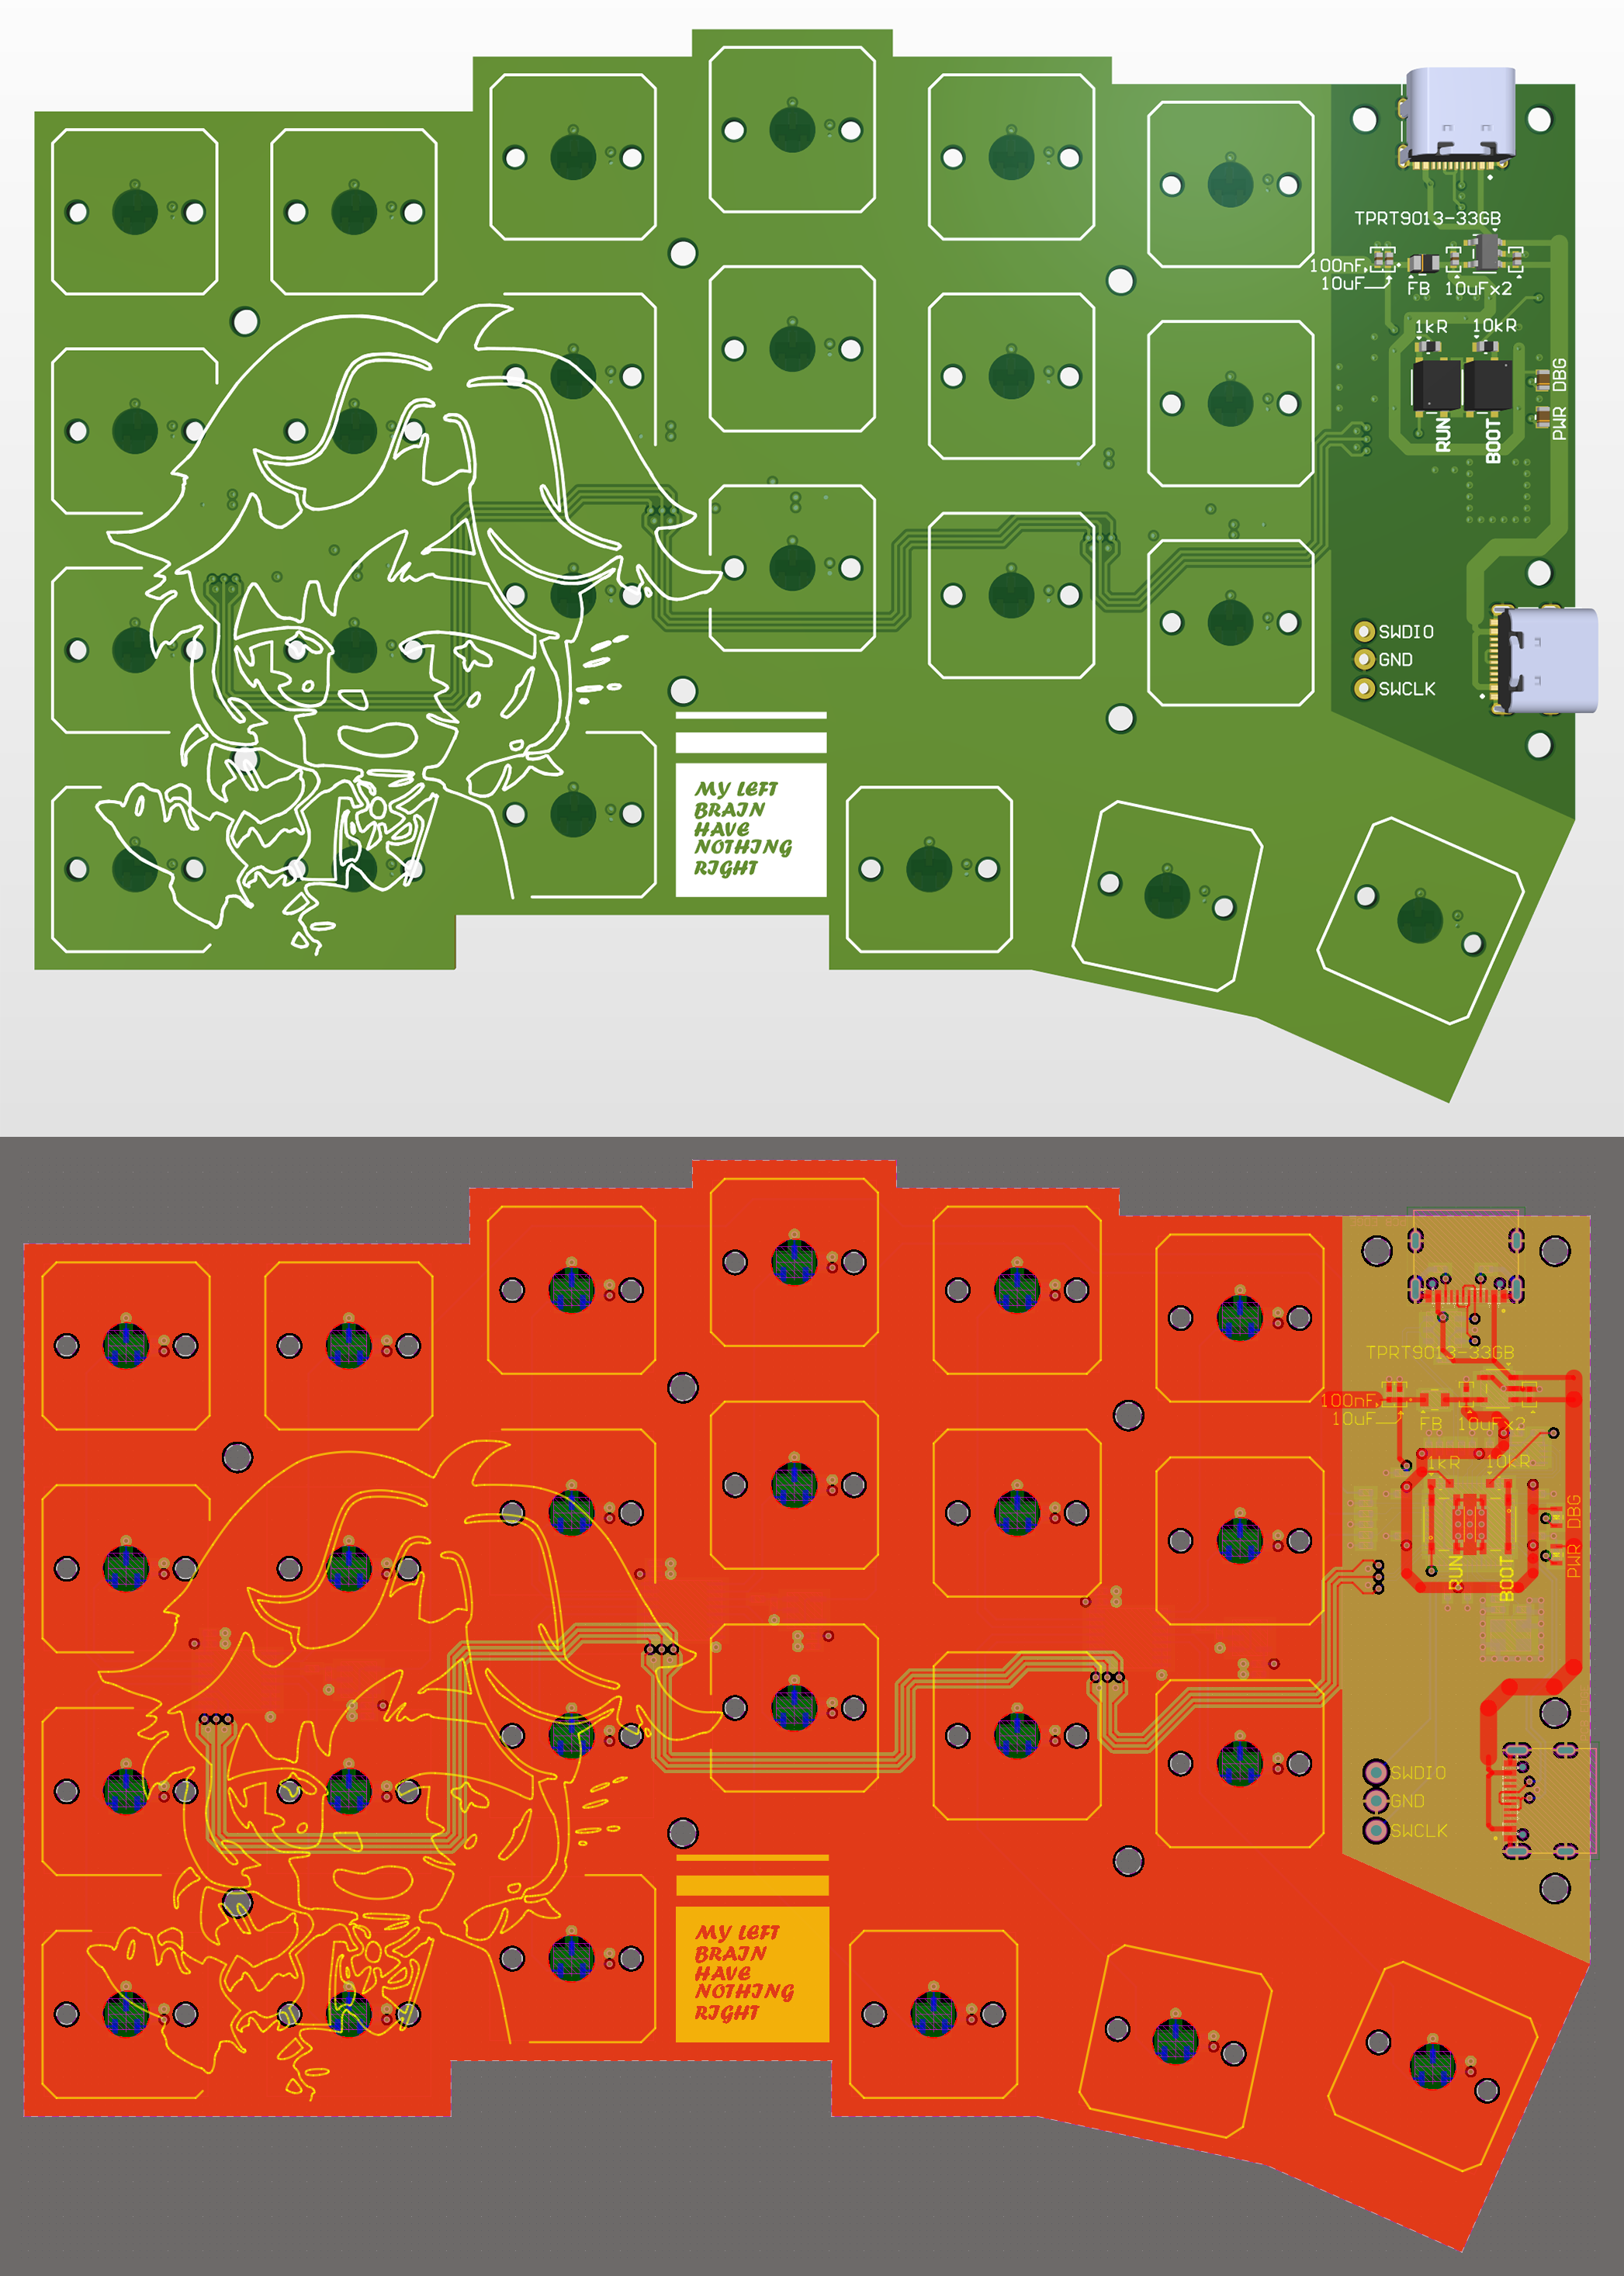 TPRT9013-33GB
100nF
10uF
FB 10uFx2
1kR 10kR
DBG
PWR
RUN
BOOT
SWDIO
GND
SWCLK
MY LEFT
BRAIN
HAVE
NOTHING
RIGHT
TPRT9013-33GB
100nF
10uF
FB 10uFx2
1kR 10kR
DBG
PWR
RUN
BOOT
SWDIO
GND
SWCLK
MY LEFT
BRAIN
HAVE
NOTHING
RIGHT